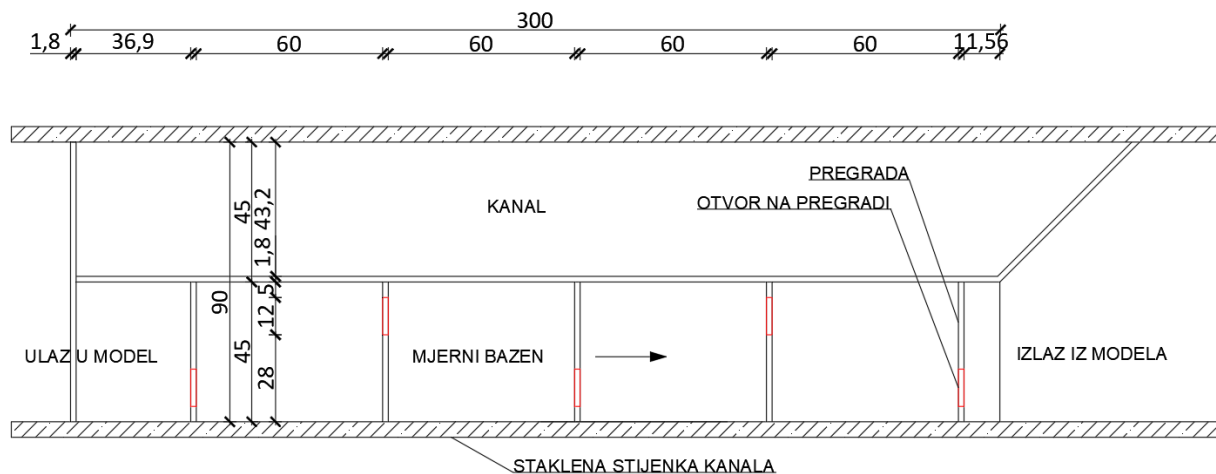 300
1,8 36,9 60 60 60 60 11,56
PREGRADA
OTVOR NA PREGRADI
KANAL
45
43,2
1,8
90
45
5
12,5
28
ULAZ U MODEL
MJERNI BAZEN
IZLAZ IZ MODELA
STAKLENA STIJENKA KANALA